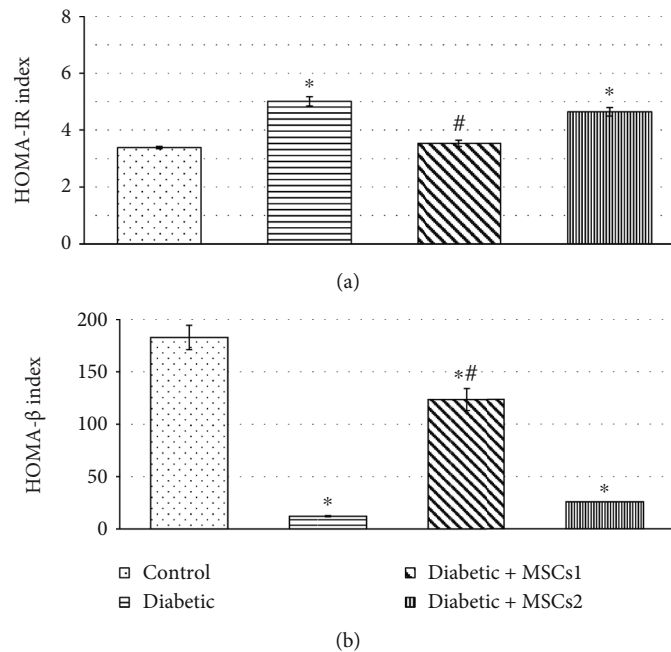 HOMA-IR index
8
6
4
2
0
*
#
*
(a)
HOMA-β index
200
150
100
50
0
*
*#
*
Control
Diabetic
Diabetic + MSCs1
Diabetic + MSCs2
(b)